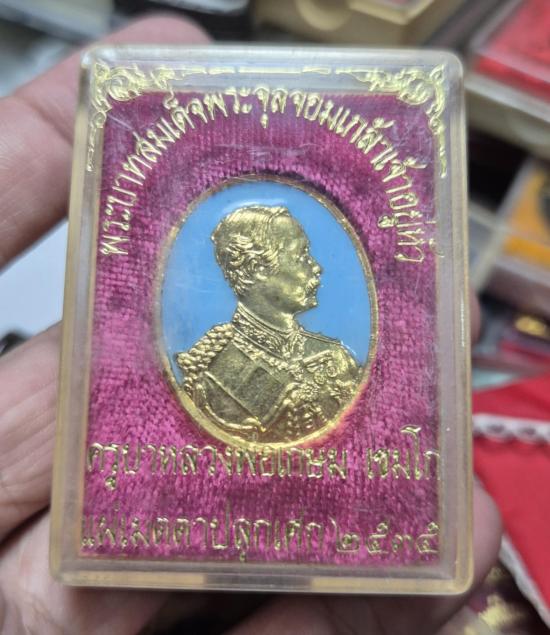 พระบาทสมเด็จพระจุลจอมเกล้าเจ้าอยู่หัว
ครูบาหลวงพ่อเกษม เขมโก
แผ่เมตตาปลุกเศก ๒๕๓๕